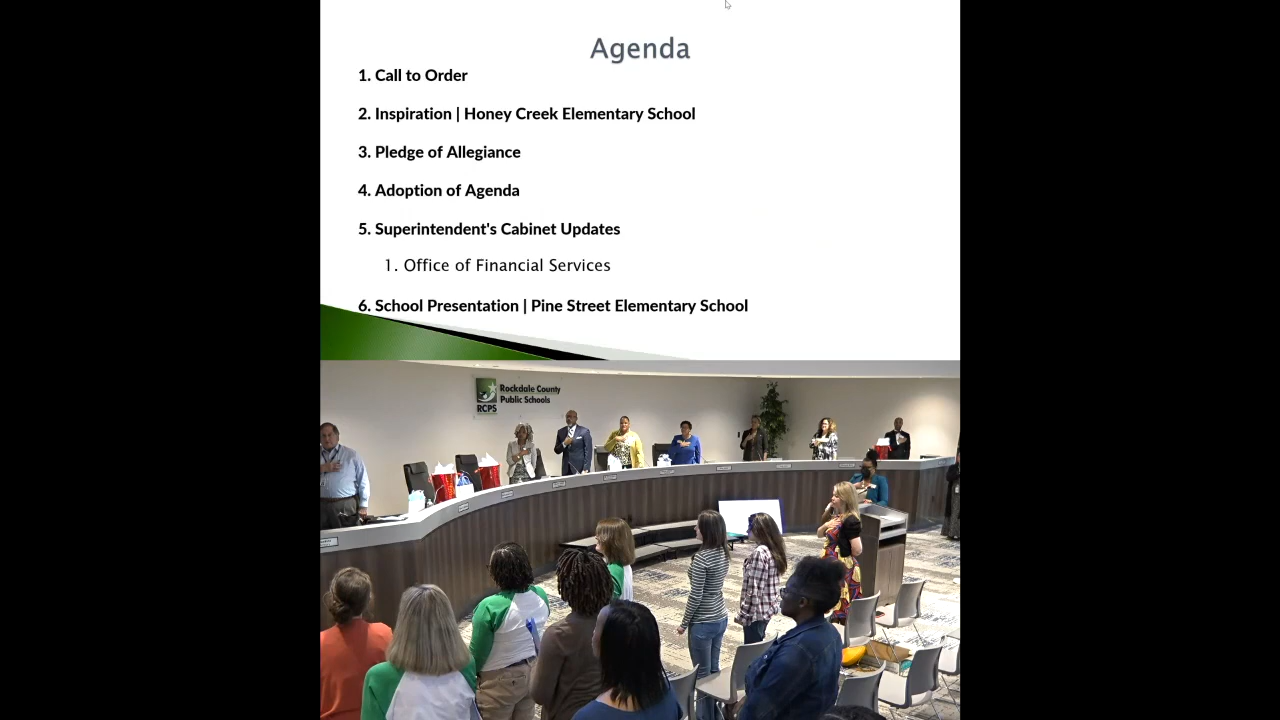 Agenda
1. Call to Order
2. Inspiration | Honey Creek Elementary School
3. Pledge of Allegiance
4. Adoption of Agenda
5. Superintendent's Cabinet Updates
1. Office of Financial Services
6. School Presentation | Pine Street Elementary School
Rockdale County
Public Schools
RCPS